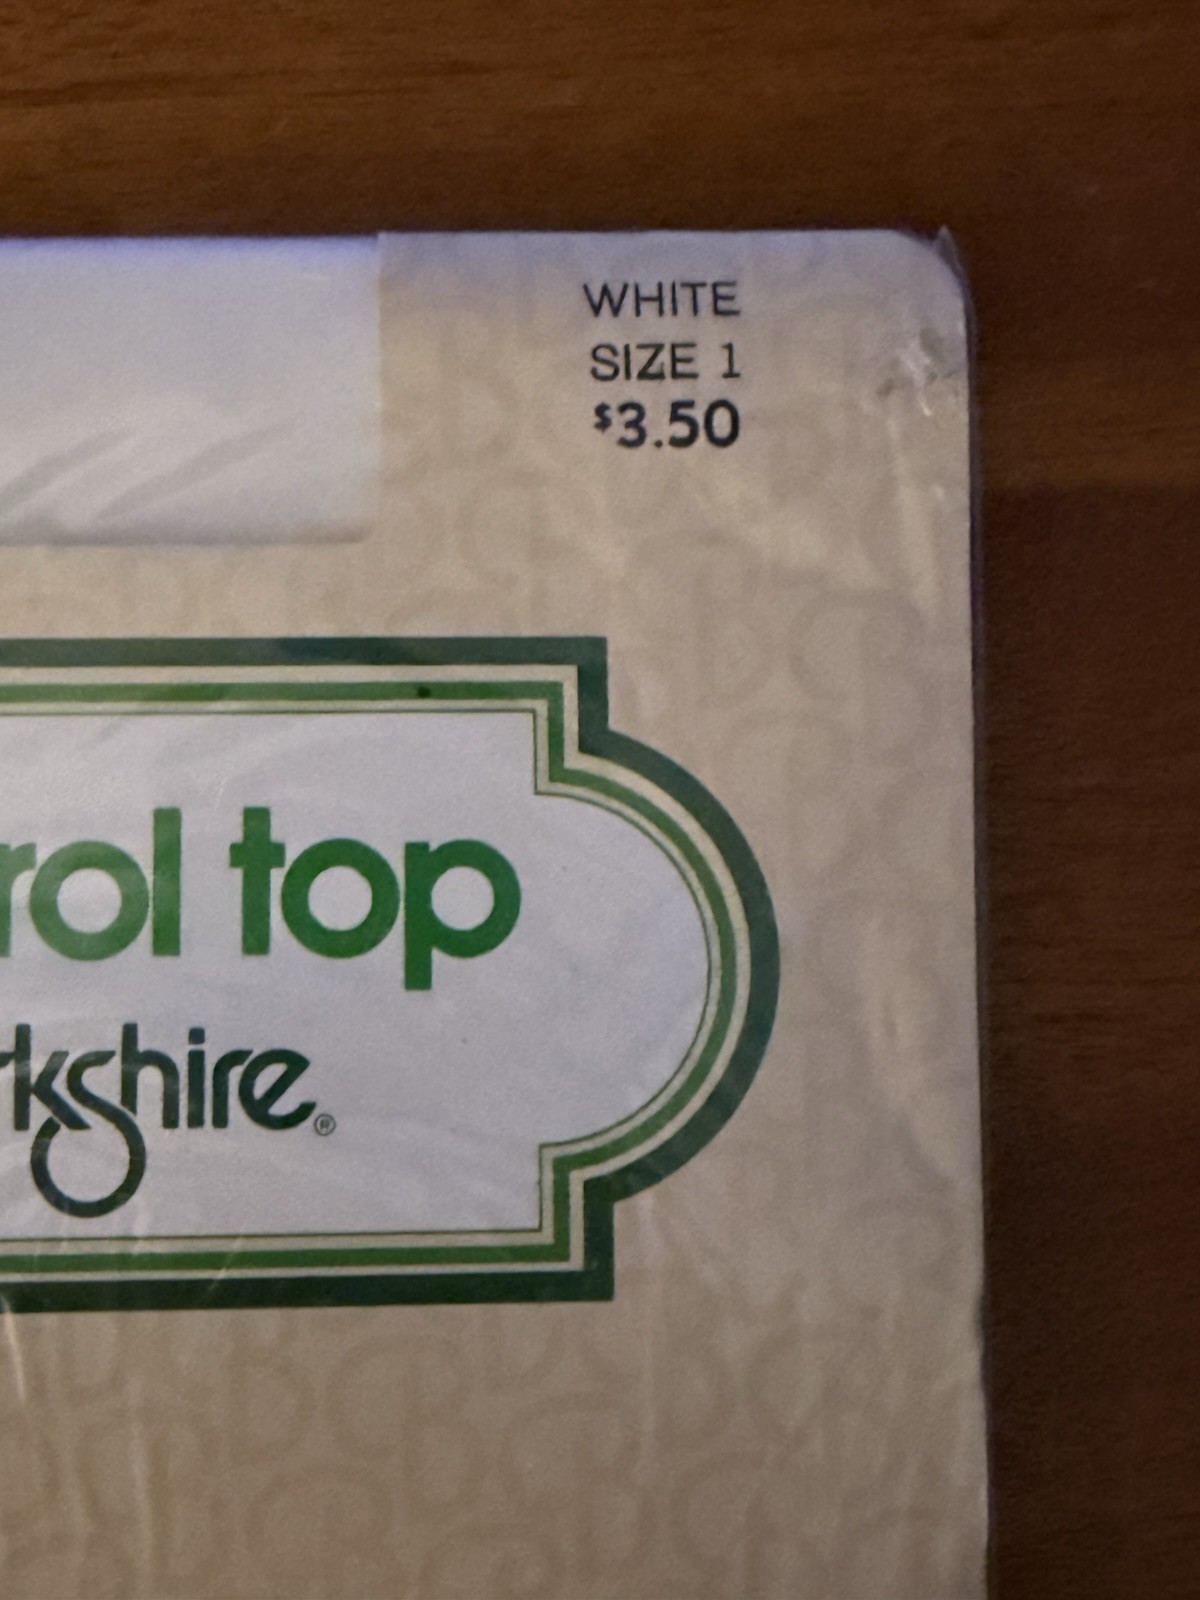 WHITE
SIZE 1
$3.50
rol top
rkshire®